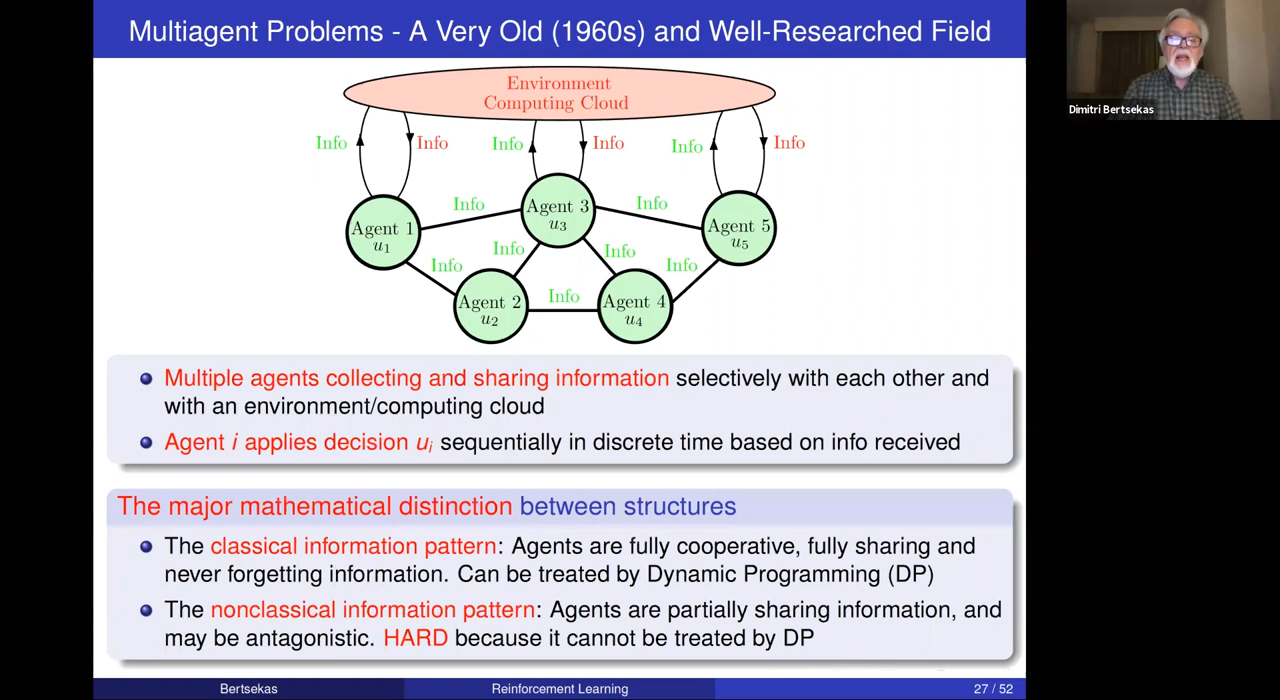 Multiagent Problems - A Very Old (1960s) and Well-Researched Field
Dimitri Bertsekas
Environment
Computing Cloud
Info
Info
Info
Info
Info
Info
Info
Info
Agent 1
u1
Agent 3
u3
Agent 5
u5
Info
Info
Info
Info
Info
Agent 2
u2
Agent 4
u4
Multiple agents collecting and sharing information selectively with each other and
with an environment/computing cloud
Agent i applies decision ui sequentially in discrete time based on info received
The major mathematical distinction between structures
The classical information pattern: Agents are fully cooperative, fully sharing and
never forgetting information. Can be treated by Dynamic Programming (DP)
The nonclassical information pattern: Agents are partially sharing information, and
may be antagonistic. HARD because it cannot be treated by DP
Bertsekas
Reinforcement Learning
27 / 52